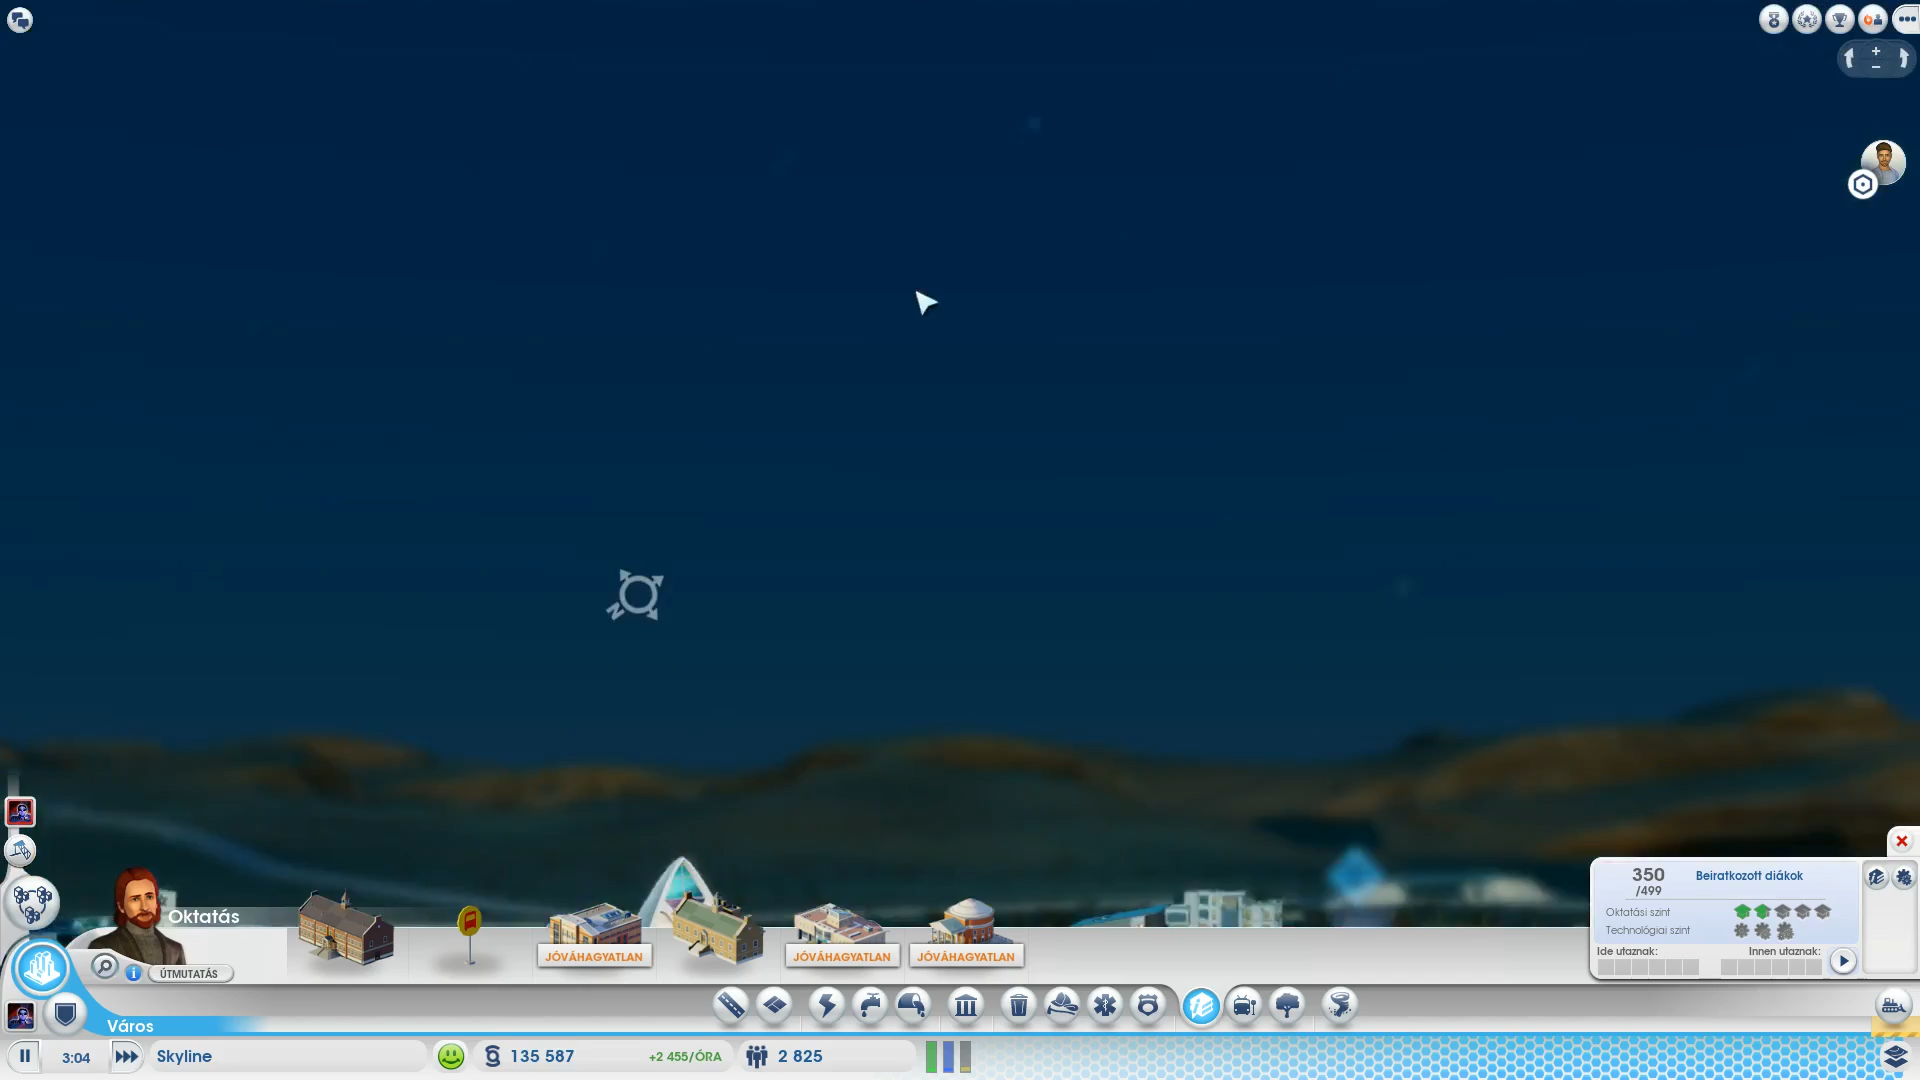 N
350
/499
Beiratkozott diákok
Oktatási szint
Technológiai szint
Ide utaznak:
Innen utaznak:
Oktatás
ÚTMUTATÁS
JÓVÁHAGYATLAN
JÓVÁHAGYATLAN
JÓVÁHAGYATLAN
Város
3:04
Skyline
135 587
+2 455/ÓRA
2 825